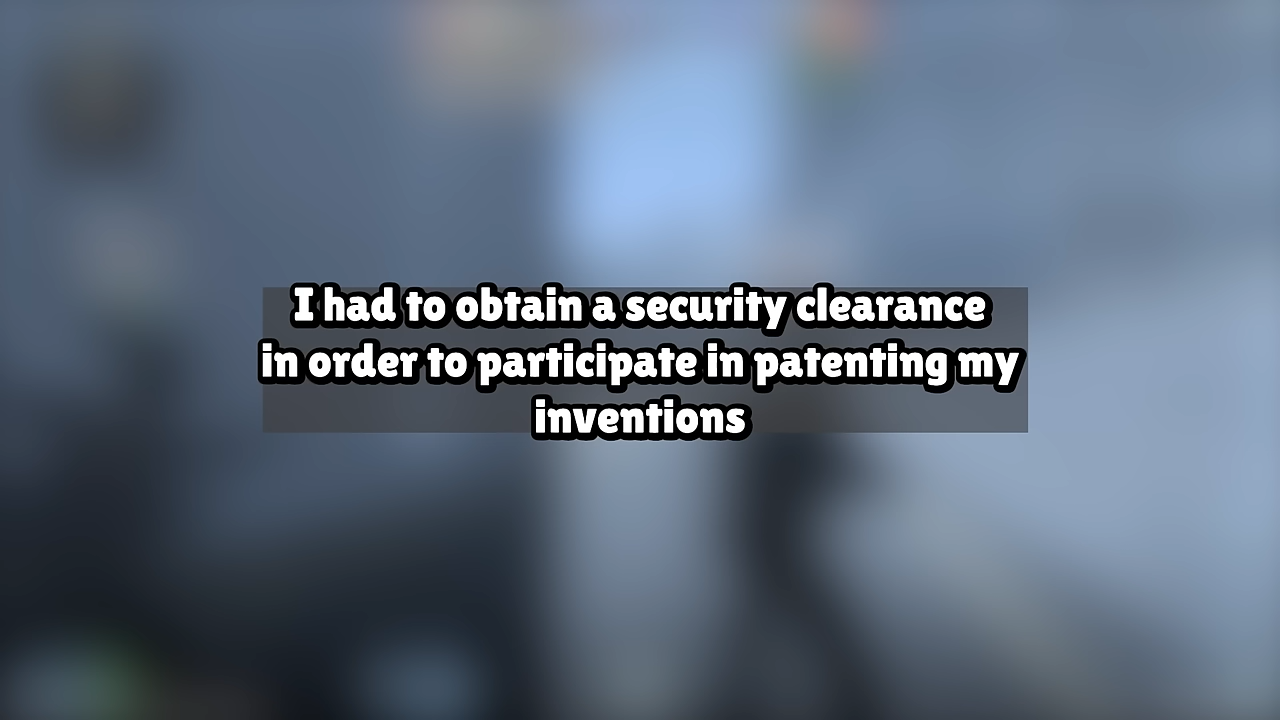 I had to obtain a security clearance
in order to participate in patenting my
inventions